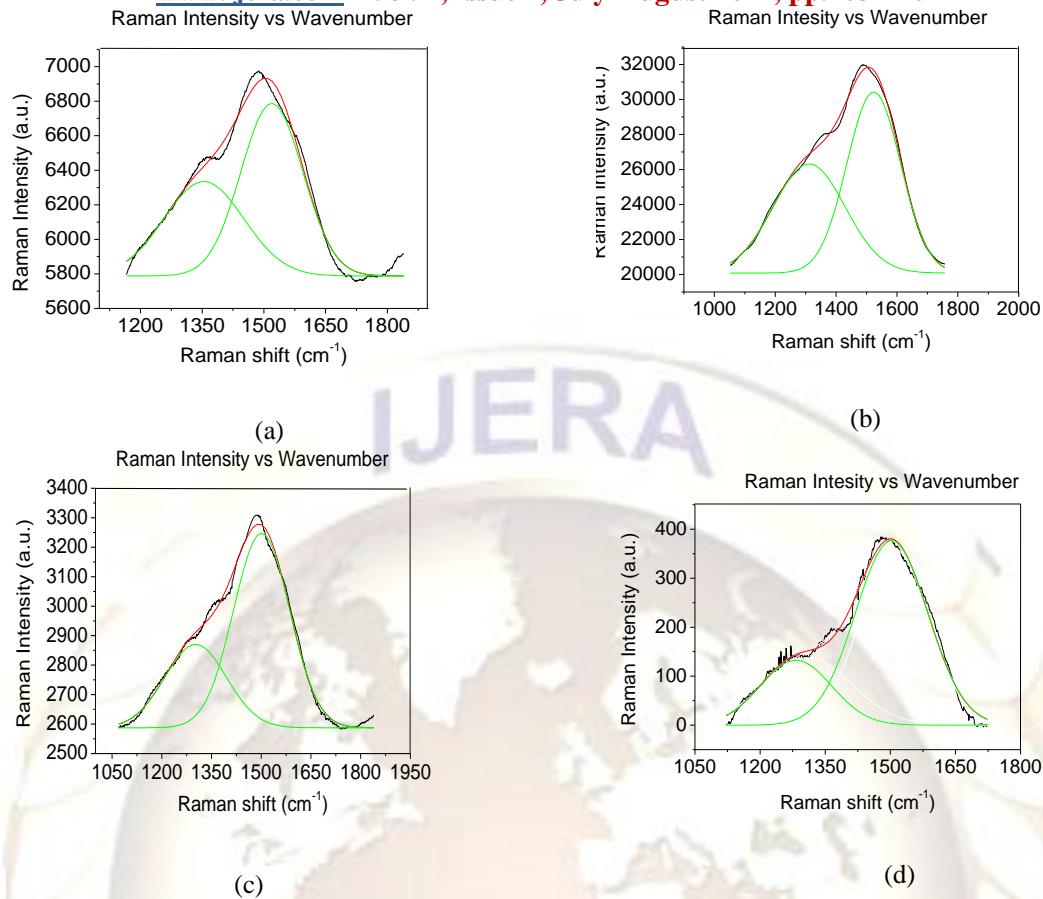 Raman Intensity vs Wavenumber
7000
6800
6600
6400
6200
6000
5800
5600
Raman Intensity (a.u.)
1200 1350 1500 1650 1800
Raman shift (cm-1)
(a)
Raman Intesity vs Wavenumber
32000
30000
28000
26000
24000
22000
20000
Raman Intensity (a.u.)
1000 1200 1400 1600 1800 2000
Raman shift (cm-1)
(b)
IJERA
Raman Intensity vs Wavenumber
3400
3300
3200
3100
3000
2900
2800
2700
2600
2500
Raman Intensity (a.u.)
1050 1200 1350 1500 1650 1800 1950
Raman shift (cm-1)
(c)
Raman Intesity vs Wavenumber
400
300
200
100
0
Raman Intensity (a.u.)
1050 1200 1350 1500 1650 1800
Raman shift (cm-1)
(d)